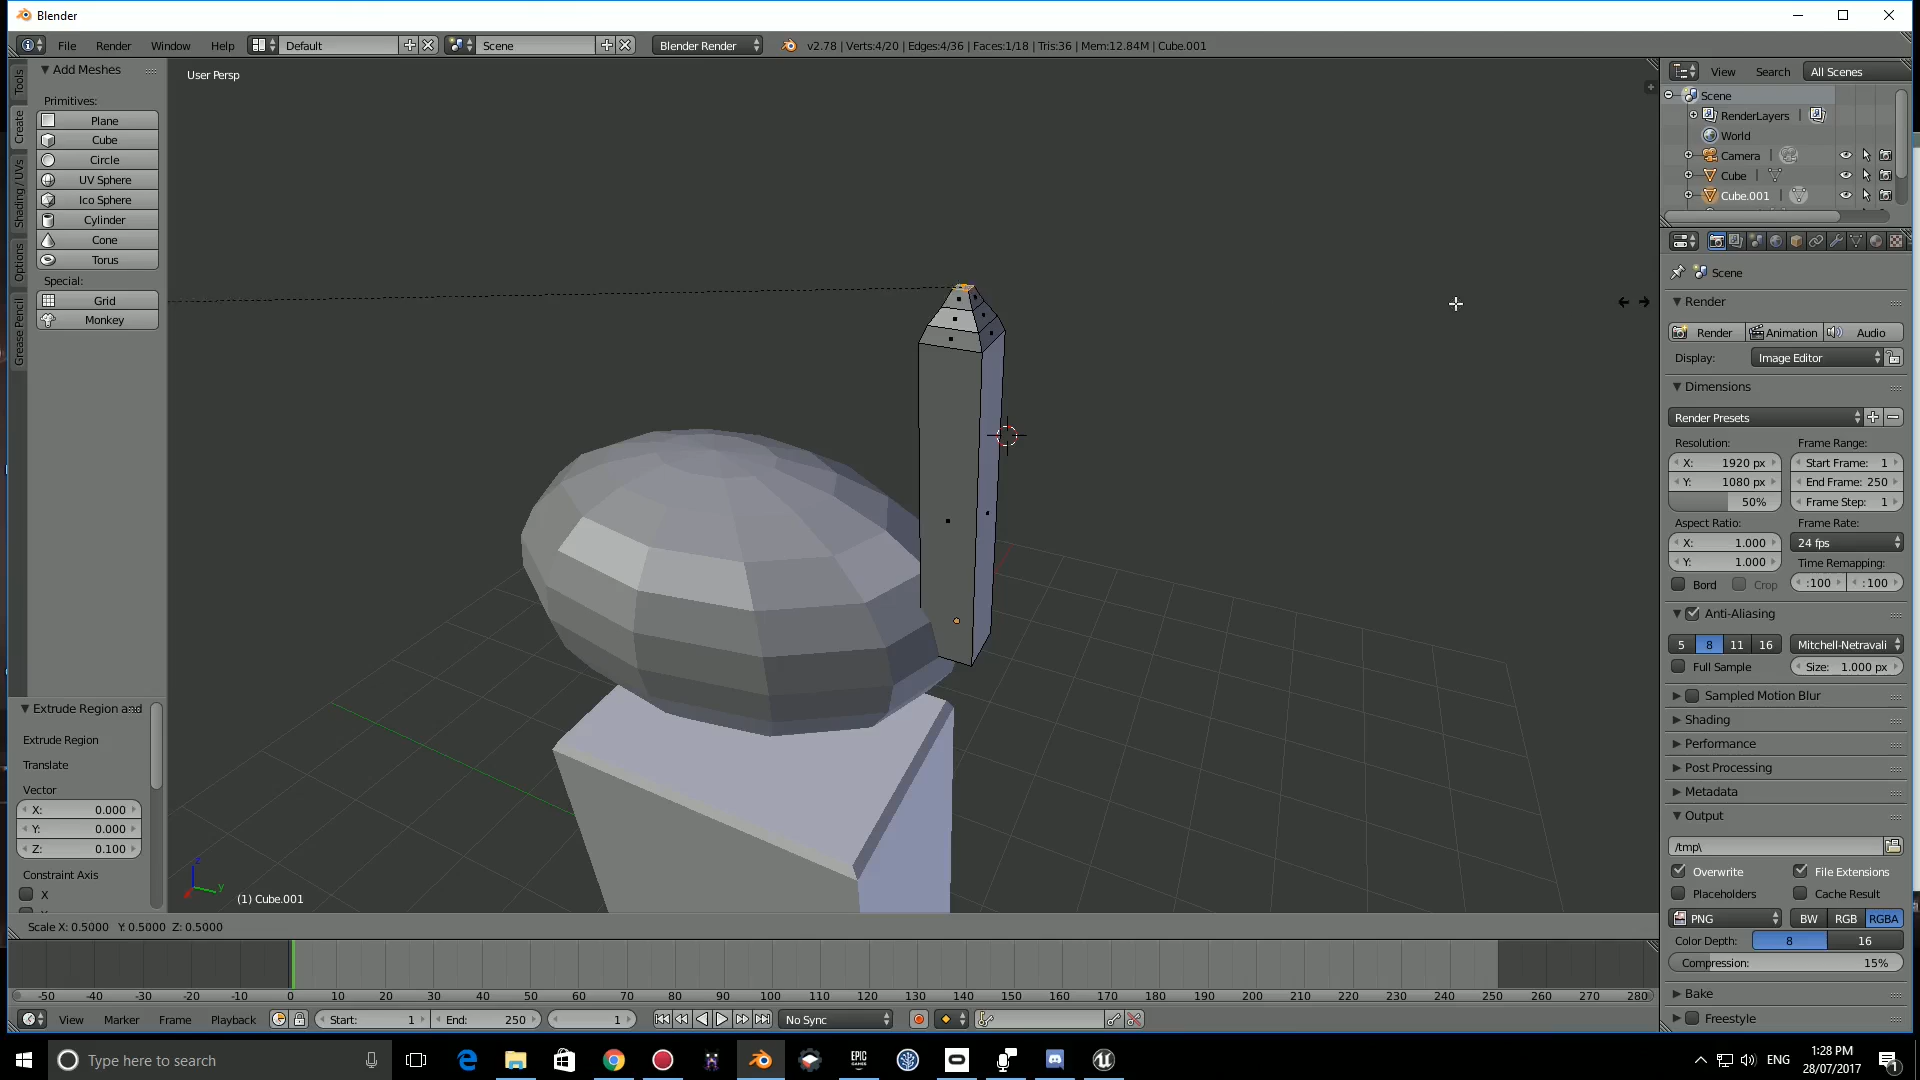 Blender
File Render Window Help Default Scene Blender Render v2.78 | Verts:4/20 | Edges:4/36 | Faces:1/18 | Tris:36 | Mem:12.84M | Cube.001
Add Meshes
Primitives:
Plane
Cube
Circle
UV Sphere
Ico Sphere
Cylinder
Cone
Torus
Special:
Grid
Monkey
Tools
Create
Shading / UVs
Options
Grease Pencil
Extrude Region and
Extrude Region
Translate
Vector
X: 0.000
Y: 0.000
Z: 0.100
Constraint Axis
X
User Persp
z
y
(1) Cube.001
Scale X: 0.5000 Y: 0.5000 Z: 0.5000
View Search All Scenes
Scene
RenderLayers |
World
Camera |
Cube |
Cube.001 |
Scene
Render
Render Animation Audio
Display: Image Editor
Dimensions
Render Presets
Resolution: Frame Range:
X: 1920 px Start Frame: 1
Y: 1080 px End Frame: 250
50% Frame Step: 1
Aspect Ratio: Frame Rate:
X: 1.000 24 fps
Y: 1.000 Time Remapping:
Bord Crop :100 :100
Anti-Aliasing
5 8 11 16 Mitchell-Netravali
Full Sample Size: 1.000 px
Sampled Motion Blur
Shading
Performance
Post Processing
Metadata
Output
/tmp\
Overwrite File Extensions
Placeholders Cache Result
PNG BW RGB RGBA
Color Depth: 8 16
Compression: 15%
Bake
Freestyle
-50 -40 -30 -20 -10 0 10 20 30 40 50 60 70 80 90 100 110 120 130 140 150 160 170 180 190 200 210 220 230 240 250 260 270 280
View Marker Frame Playback Start: 1 End: 250 1 No Sync
Type here to search
EPIC GAMES
ENG
1:28 PM
28/07/2017
1